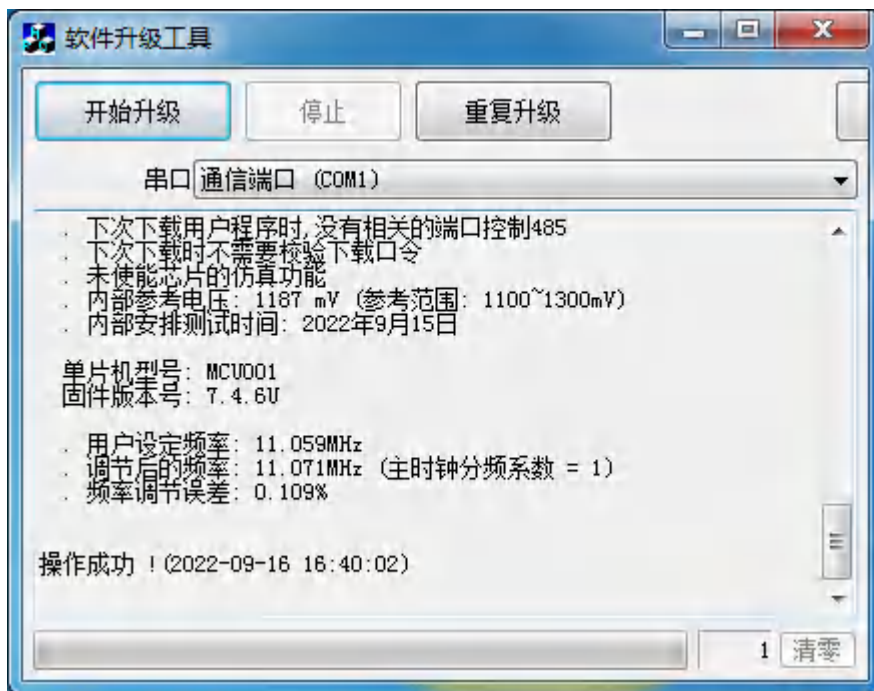 软件升级工具
开始升级 停止 重复升级
串口 通信端口 (COM1)
. 下次下载用户程序时,没有相关的端口控制485
. 下次下载时不需要校验下载口令
. 未使能芯片的仿真功能
. 内部参考电压: 1187 mV (参考范围: 1100~1300mV)
. 内部安排测试时间: 2022年9月15日
单片机型号: MCU001
固件版本号: 7.4.6U
. 用户设定频率: 11.059MHz
. 调节后的频率: 11.071MHz (主时钟分频系数 = 1)
. 频率调节误差: 0.109%
操作成功 !(2022-09-16 16:40:02)
1 清零